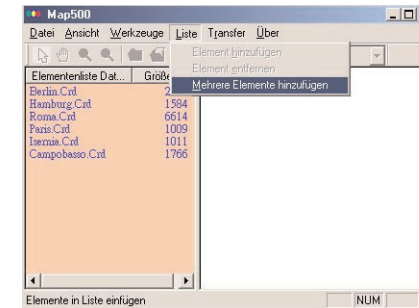 Map500
Datei Ansicht Werkzeuge Liste Transfer Über
Element hinzufügen
Element entfernen
Mehrere Elemente hinzufügen
Elementenliste Dat... Größe
Berlin.Crd 2
Hamburg.Crd 1584
Roma.Crd 6614
Paris.Crd 1009
Isernia.Crd 1011
Campobasso.Crd 1766
Elemente in Liste einfügen NUM